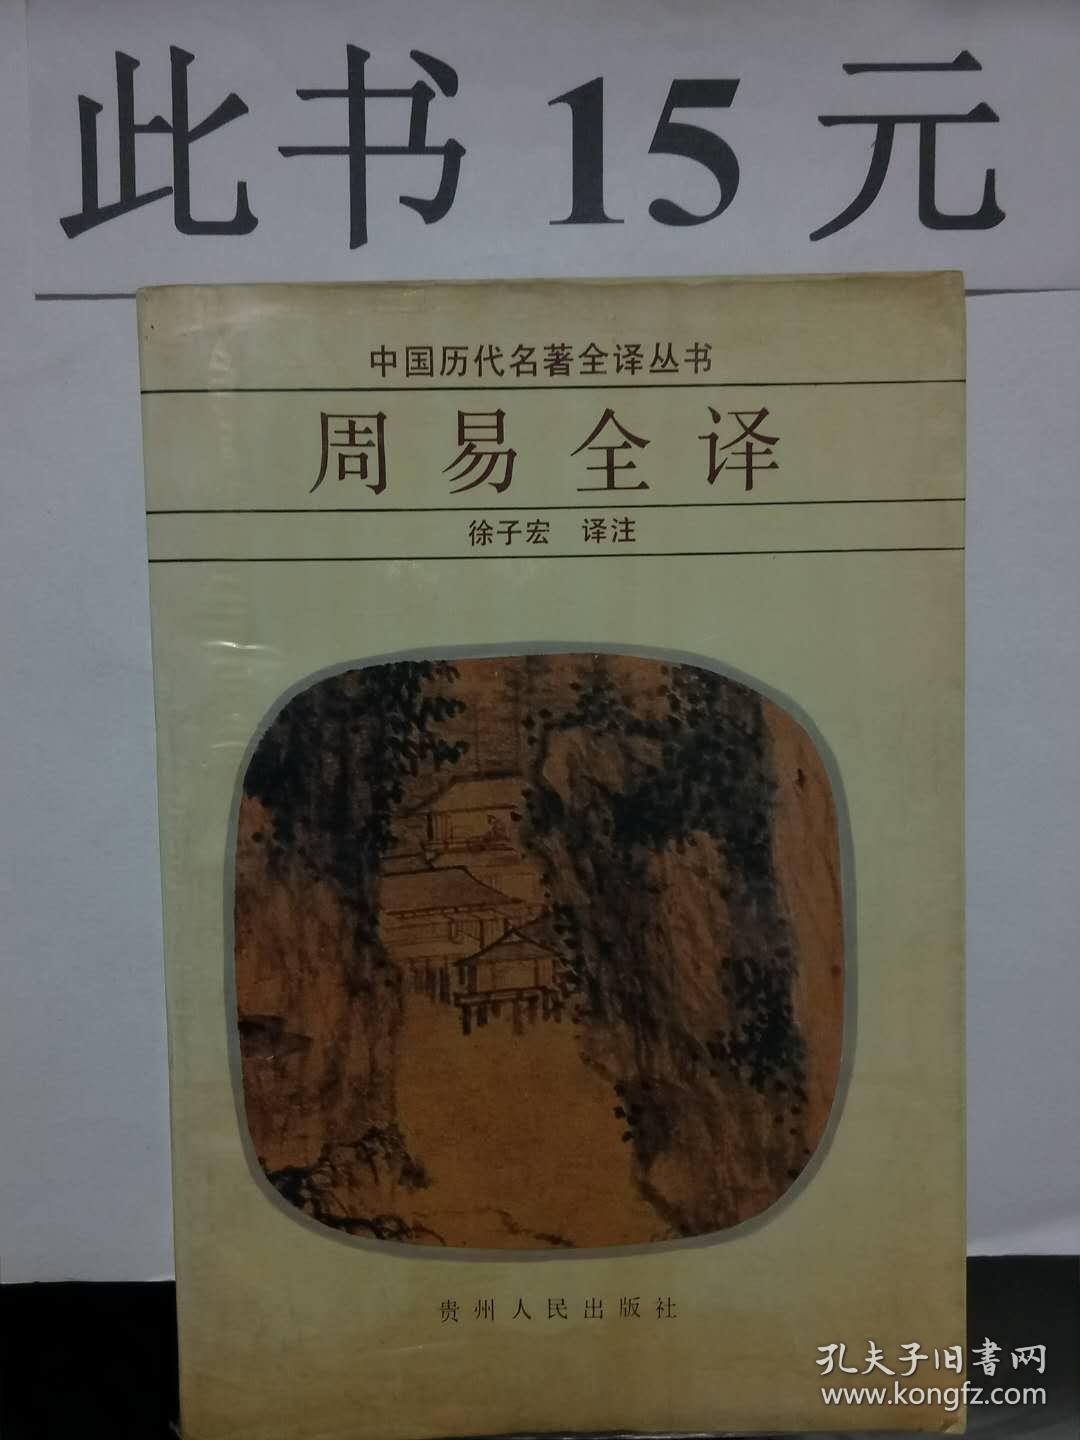 此书15元
中国历代名著全译丛书
周易全译
徐子宏 译注
贵州人民出版社
孔夫子旧書网
www.kongfz.com